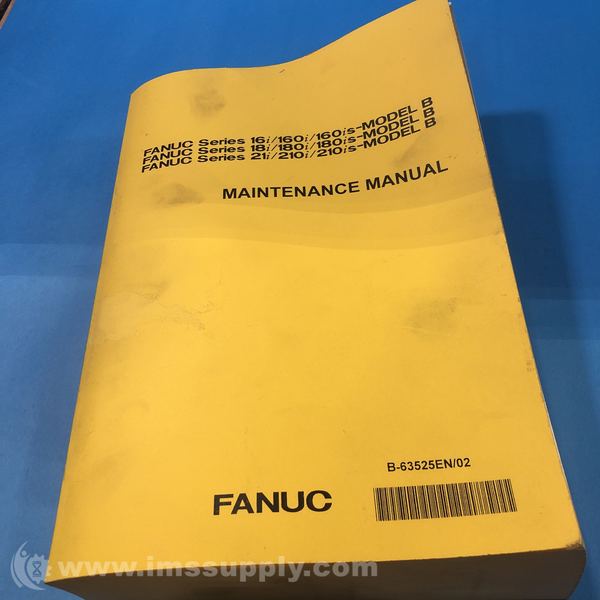 FANUC Series 16i/160i/160is-MODEL B
FANUC Series 18i/180i/180is-MODEL B
FANUC Series 21i/210i/210is-MODEL B
MAINTENANCE MANUAL
B-63525EN/02
FANUC
www.imssupply.com